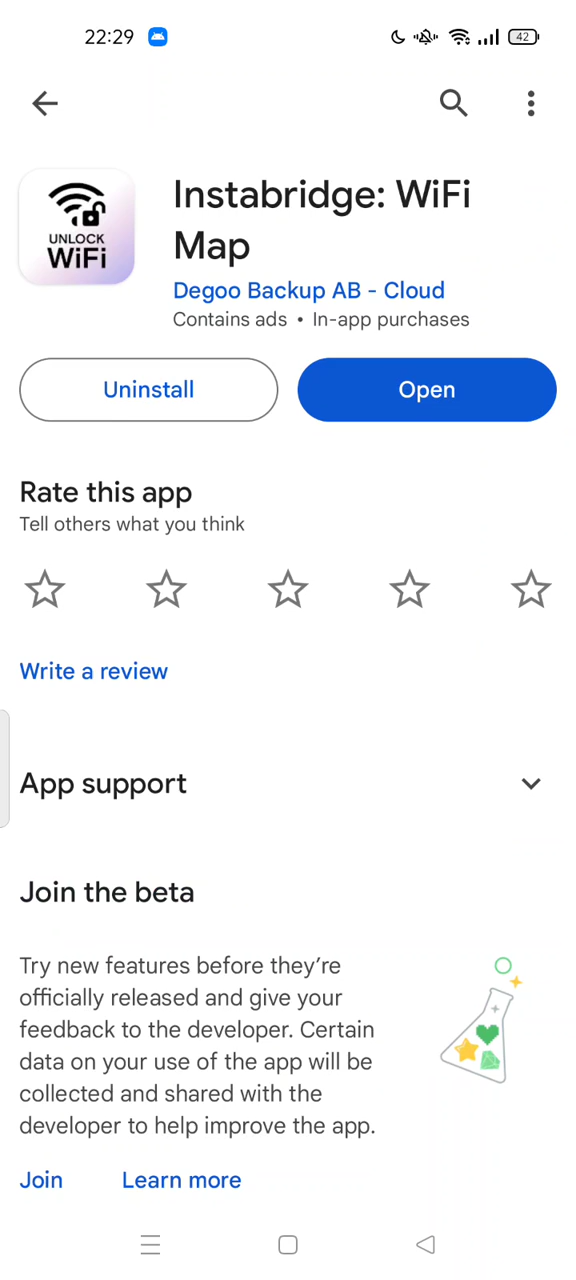 22:29
42
Instabridge: WiFi
Map
UNLOCK
WiFi
Degoo Backup AB - Cloud
Contains ads • In-app purchases
Uninstall
Open
Rate this app
Tell others what you think
Write a review
App support
Join the beta
Try new features before they’re
officially released and give your
feedback to the developer. Certain
data on your use of the app will be
collected and shared with the
developer to help improve the app.
Join
Learn more